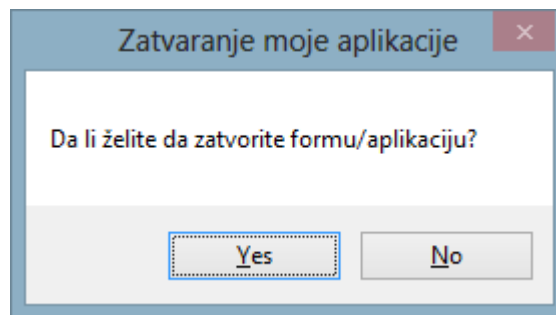 Zatvaranje moje aplikacije
Da li želite da zatvorite formu/aplikaciju?
Yes
No